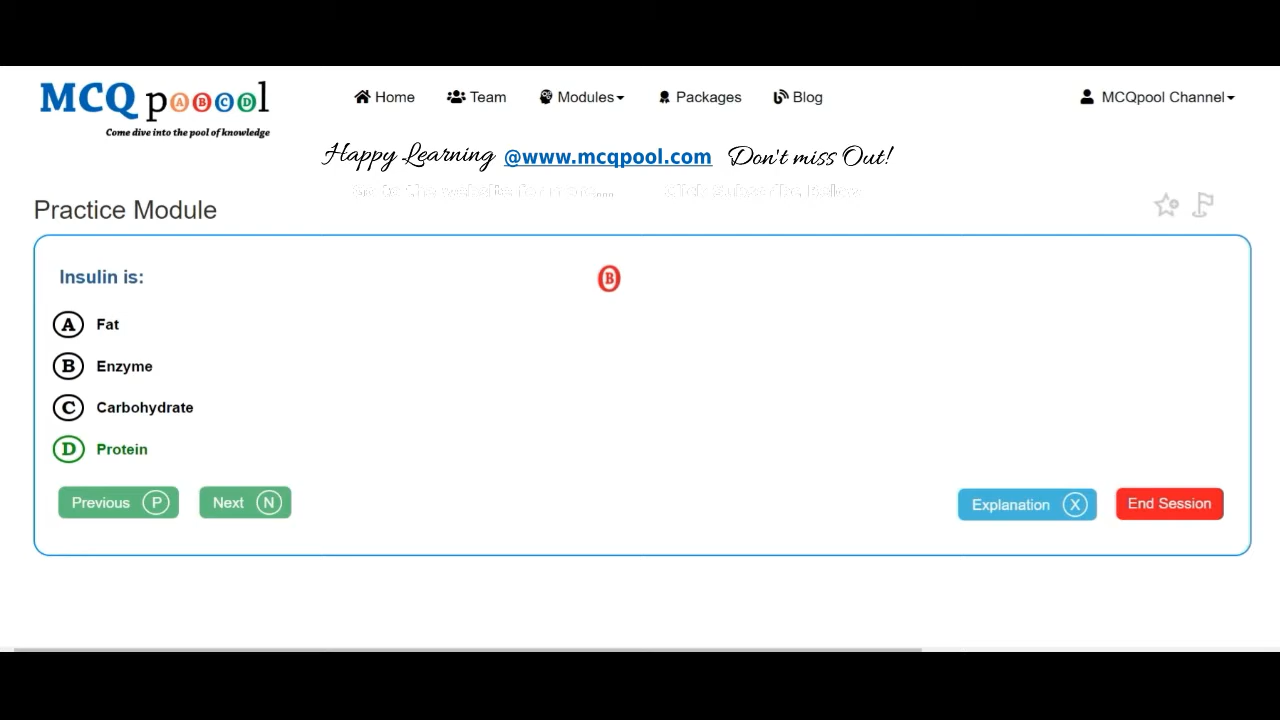 MCQ pooool
Come dive into the pool of knowledge
Home Team Modules Packages Blog MCQpool Channel
Happy Learning @www.mcqpool.com Don't miss Out!
Practice Module
Insulin is:
B
A Fat
B Enzyme
C Carbohydrate
D Protein
Previous P Next N Explanation X End Session